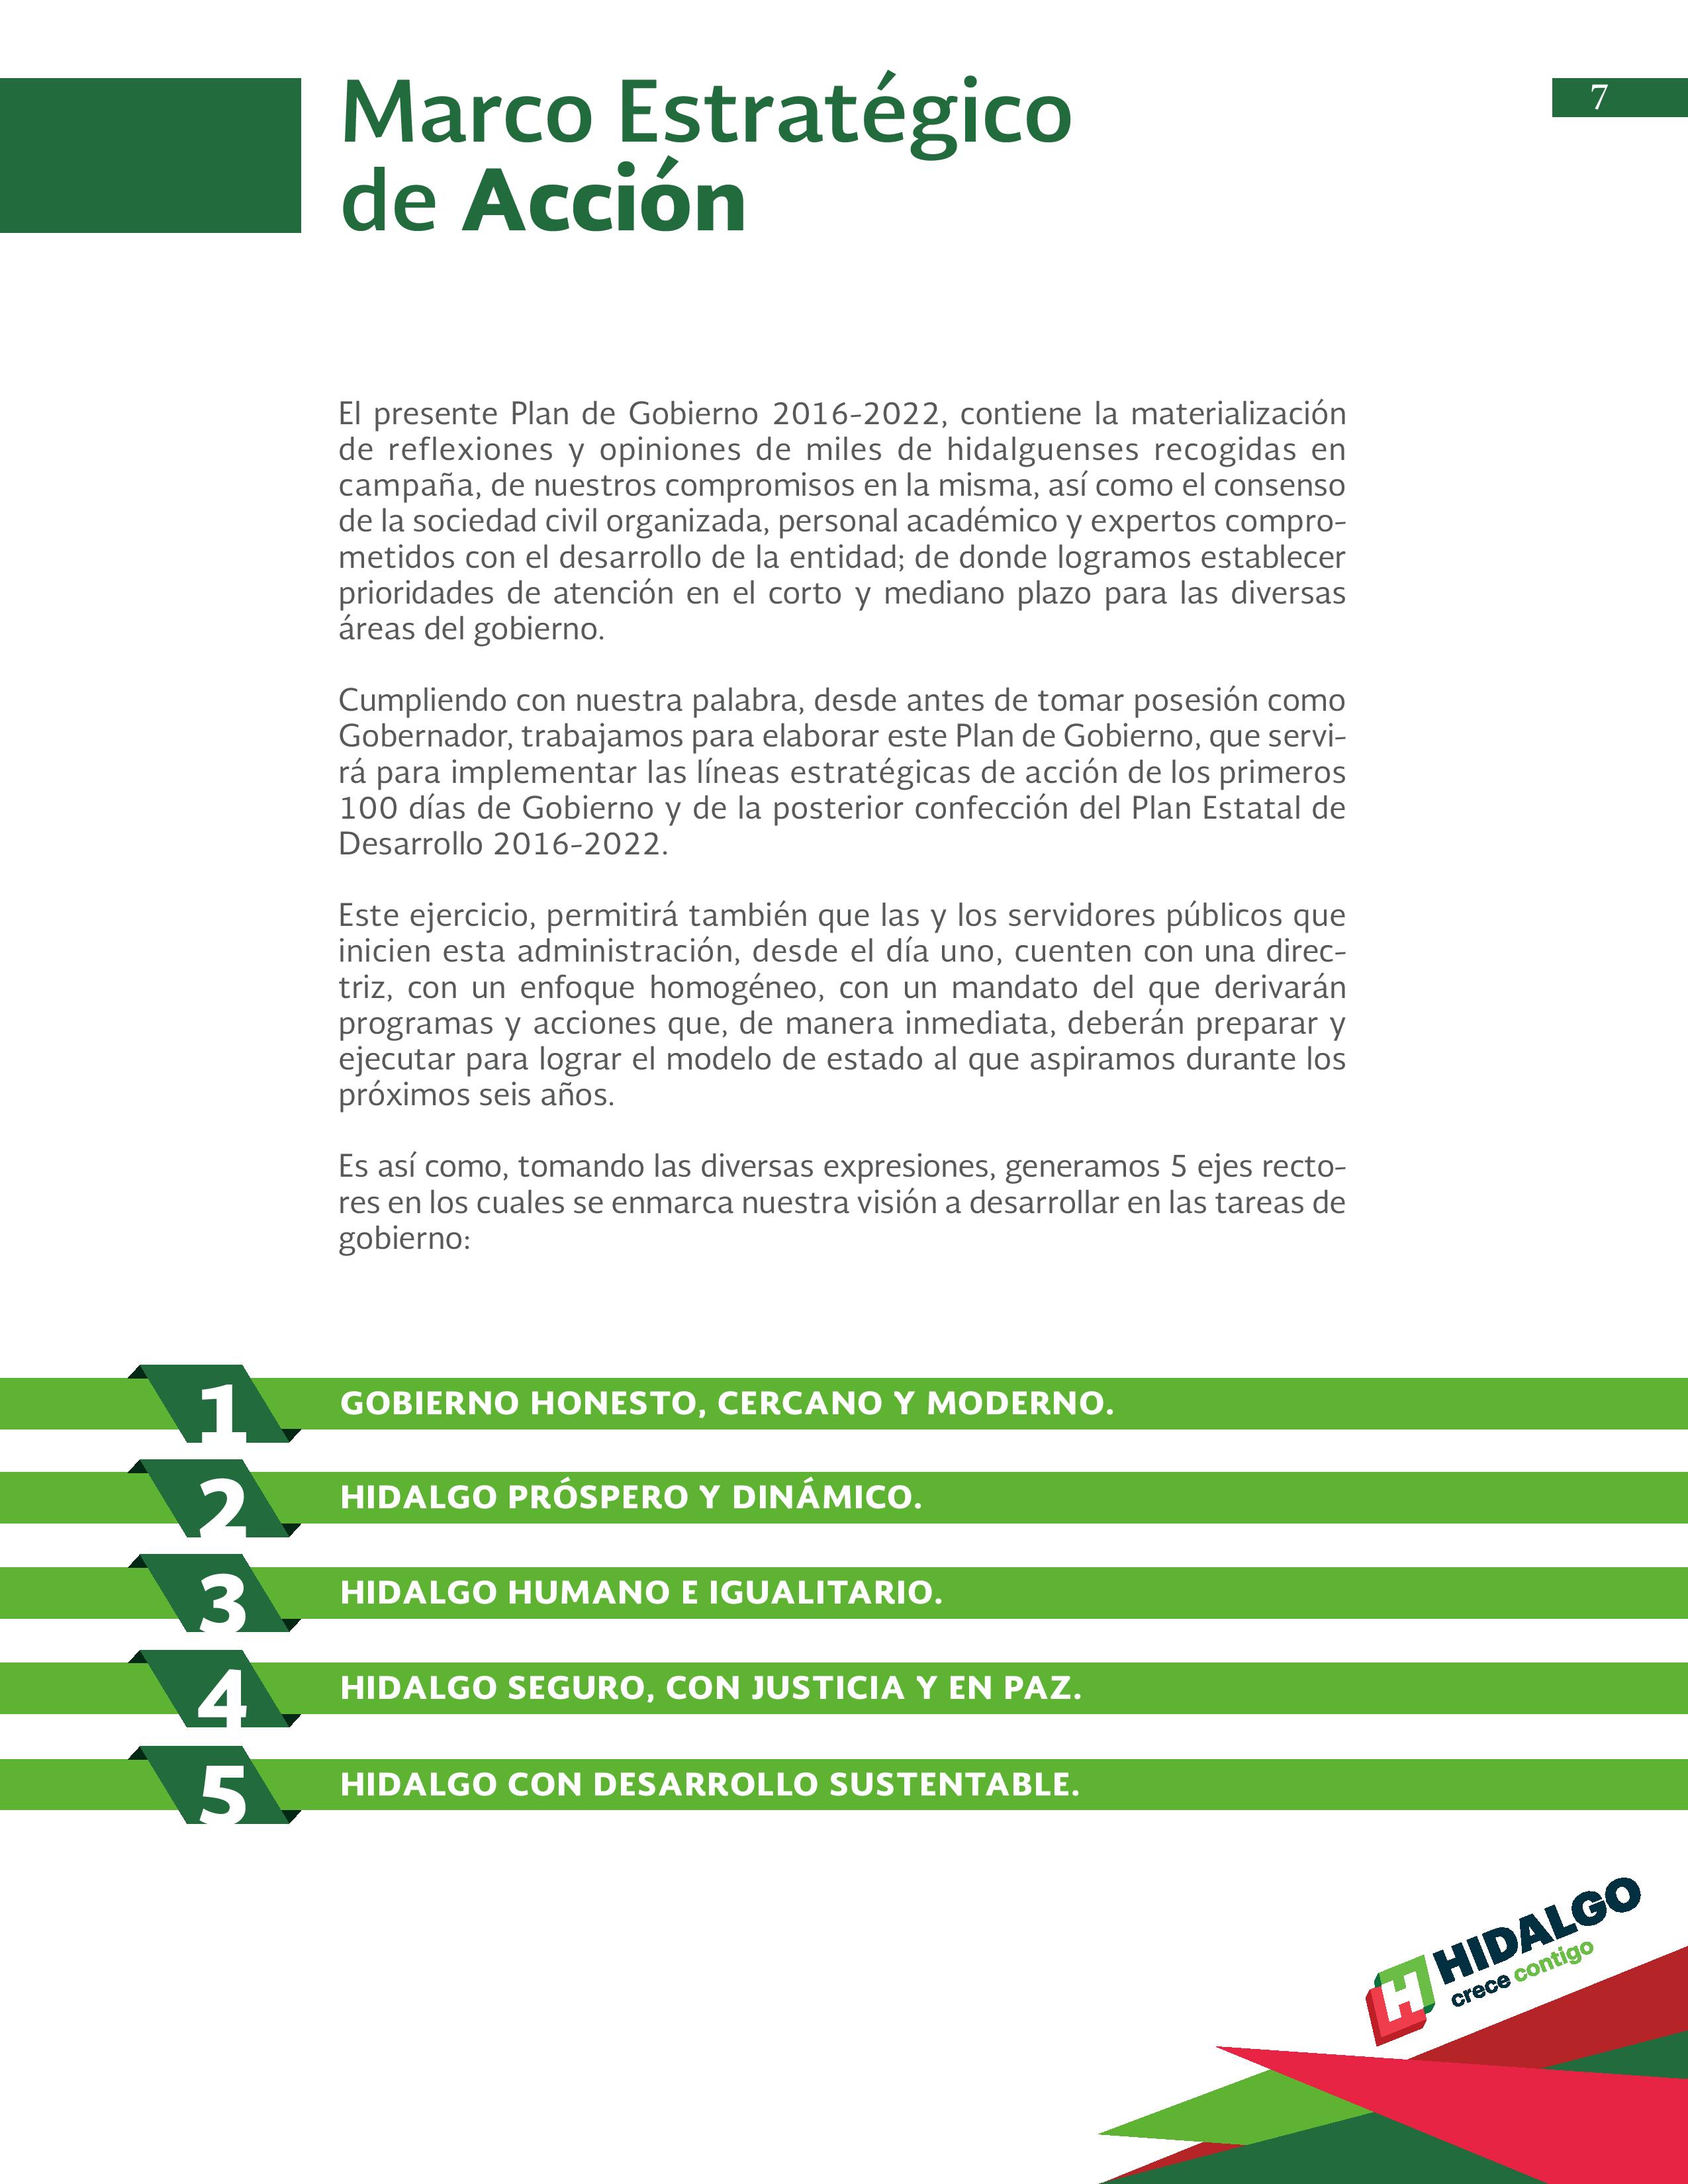 Marco Estratégico
de Acción
7
El presente Plan de Gobierno 2016-2022, contiene la materialización
de reflexiones y opiniones de miles de hidalguenses recogidas en
campaña, de nuestros compromisos en la misma, así como el consenso
de la sociedad civil organizada, personal académico y expertos compro-
metidos con el desarrollo de la entidad; de donde logramos establecer
prioridades de atención en el corto y mediano plazo para las diversas
áreas del gobierno.
Cumpliendo con nuestra palabra, desde antes de tomar posesión como
Gobernador, trabajamos para elaborar este Plan de Gobierno, que servi-
rá para implementar las líneas estratégicas de acción de los primeros
100 días de Gobierno y de la posterior confección del Plan Estatal de
Desarrollo 2016-2022.
Este ejercicio, permitirá también que las y los servidores públicos que
inicien esta administración, desde el día uno, cuenten con una direc-
triz, con un enfoque homogéneo, con un mandato del que derivarán
programas y acciones que, de manera inmediata, deberán preparar y
ejecutar para lograr el modelo de estado al que aspiramos durante los
próximos seis años.
Es así como, tomando las diversas expresiones, generamos 5 ejes recto-
res en los cuales se enmarca nuestra visión a desarrollar en las tareas de
gobierno:
1 GOBIERNO HONESTO, CERCANO Y MODERNO.
2 HIDALGO PRÓSPERO Y DINÁMICO.
3 HIDALGO HUMANO E IGUALITARIO.
4 HIDALGO SEGURO, CON JUSTICIA Y EN PAZ.
5 HIDALGO CON DESARROLLO SUSTENTABLE.
H HIDALGO
crece contigo